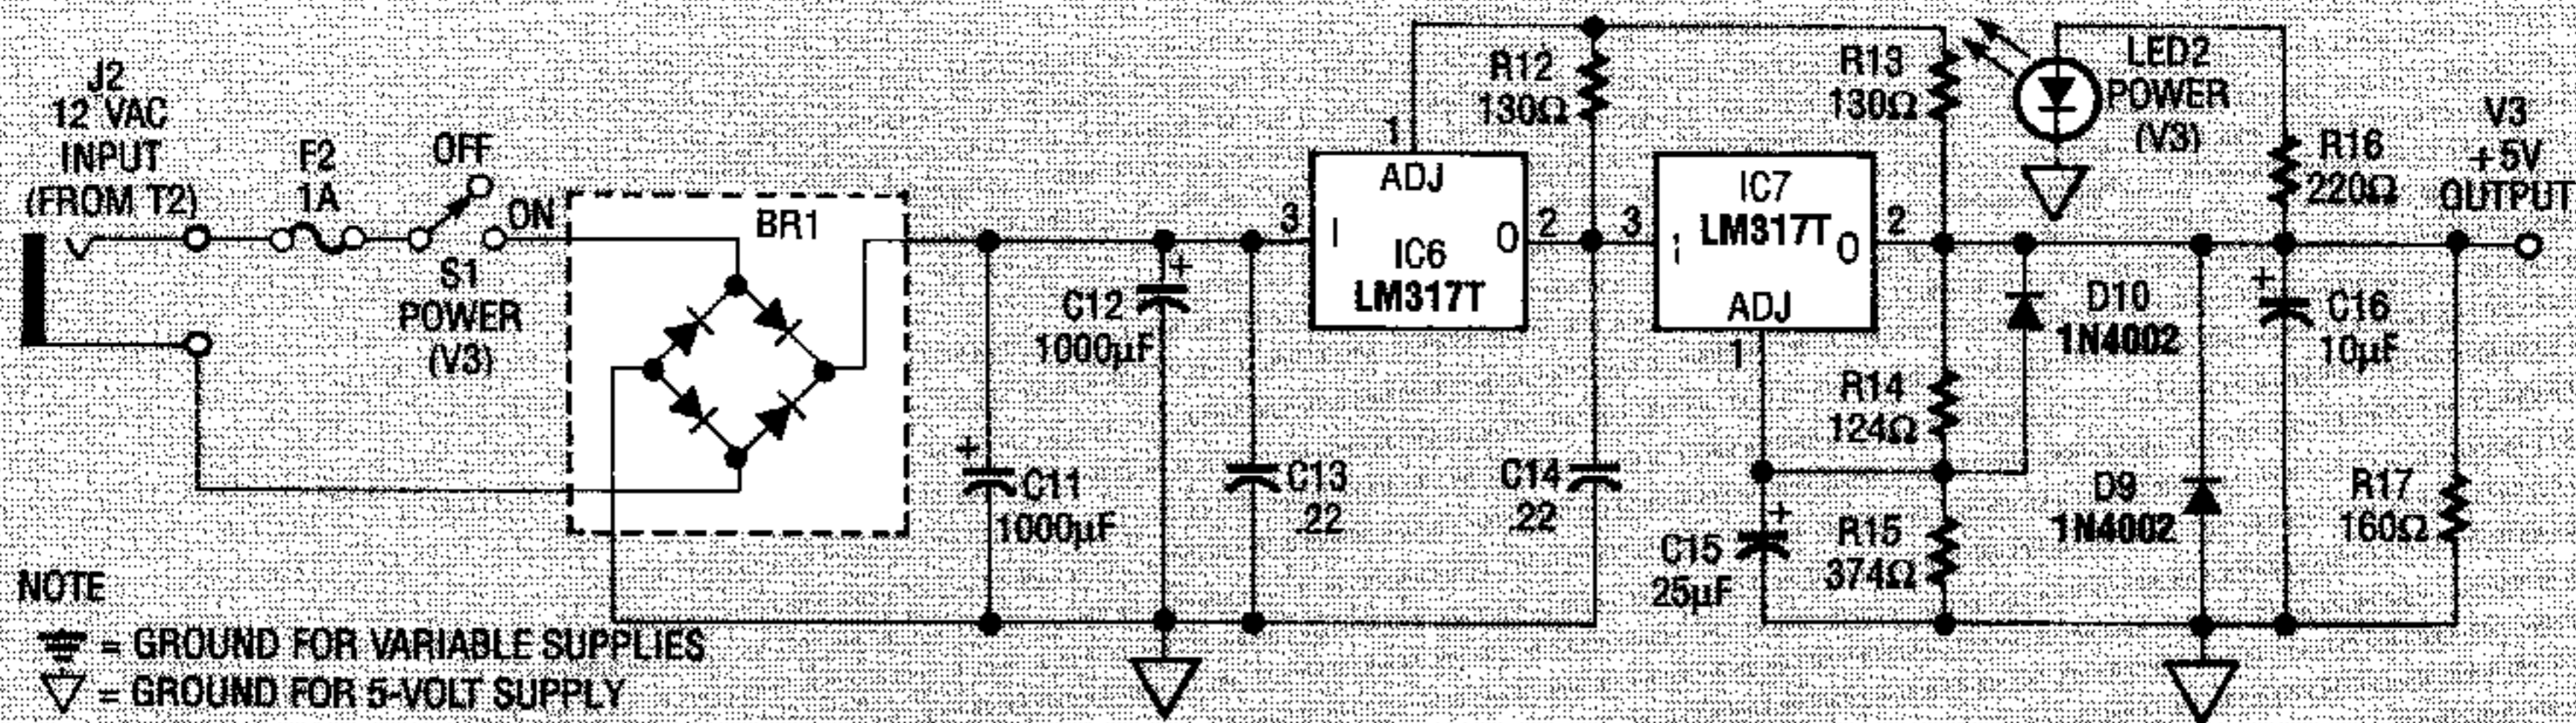 J2
12 VAC
INPUT
(FROM T2)
F2
1A
OFF
ON
S1
POWER
(V3)
BR1
C11
1000µF
C12
1000µF
C13
.22
1
3
I
ADJ
O
IC6
LM317T
2
R12
130Ω
C14
.22
3
i
IC7
LM317T
O
ADJ
2
1
R13
130Ω
R14
124Ω
C15
25µF
R15
374Ω
LED2
POWER
(V3)
D10
1N4002
D9
1N4002
R16
220Ω
C16
10µF
R17
160Ω
V3
+5V
OUTPUT
+
+
+
+
NOTE
= GROUND FOR VARIABLE SUPPLIES
= GROUND FOR 5-VOLT SUPPLY